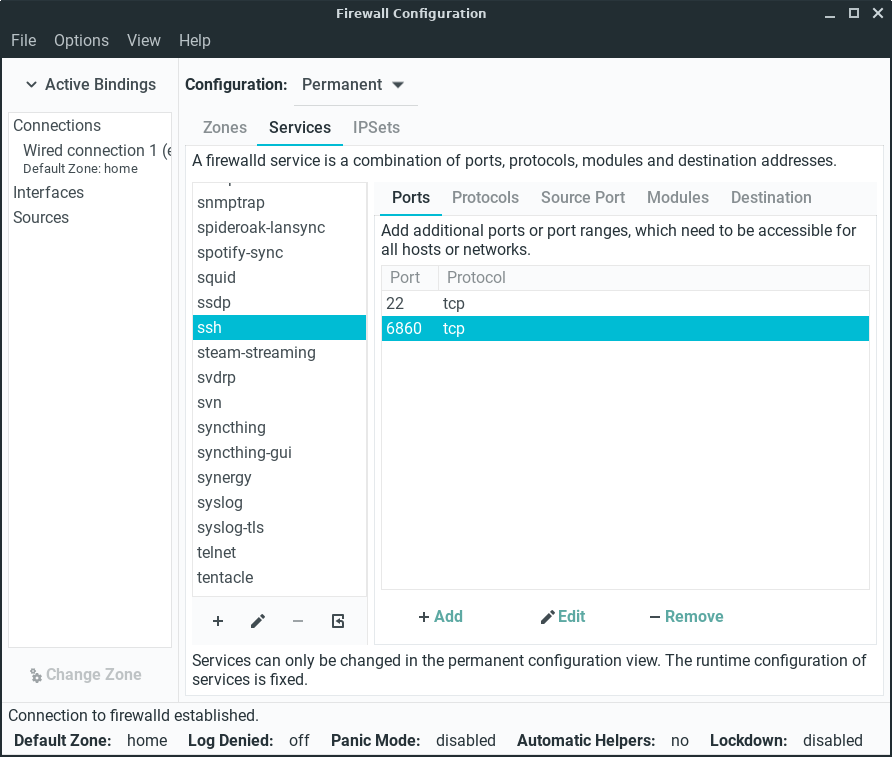 Firewall Configuration
File Options View Help
Active Bindings
Connections
Wired connection 1 (e
Default Zone: home
Interfaces
Sources
Change Zone
Configuration: Permanent
Zones Services IPSets
A firewalld service is a combination of ports, protocols, modules and destination addresses.
snmptrap
spideroak-lansync
spotify-sync
squid
ssdp
ssh
steam-streaming
svdrp
svn
syncthing
syncthing-gui
synergy
syslog
syslog-tls
telnet
tentacle
Ports Protocols Source Port Modules Destination
Add additional ports or port ranges, which need to be accessible for
all hosts or networks.
Port Protocol
22 tcp
6860 tcp
Add Edit Remove
Services can only be changed in the permanent configuration view. The runtime configuration of
services is fixed.
Connection to firewalld established.
Default Zone: home Log Denied: off Panic Mode: disabled Automatic Helpers: no Lockdown: disabled